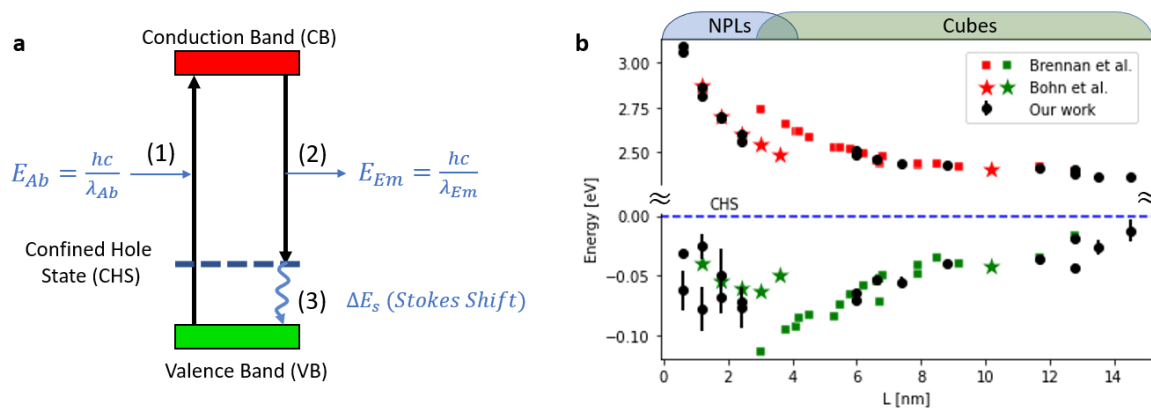 a
Conduction Band (CB)
(1)
(2)
E_Ab = hc/λ_Ab
E_Em = hc/λ_Em
Confined Hole
State (CHS)
(3)
ΔE_s (Stokes Shift)
Valence Band (VB)
b
NPLs
Cubes
Brennan et al.
Bohn et al.
Our work
3.00
2.75
2.50
≈
≈
CHS
0.00
−0.05
−0.10
Energy [eV]
0
2
4
6
8
10
12
14
L [nm]